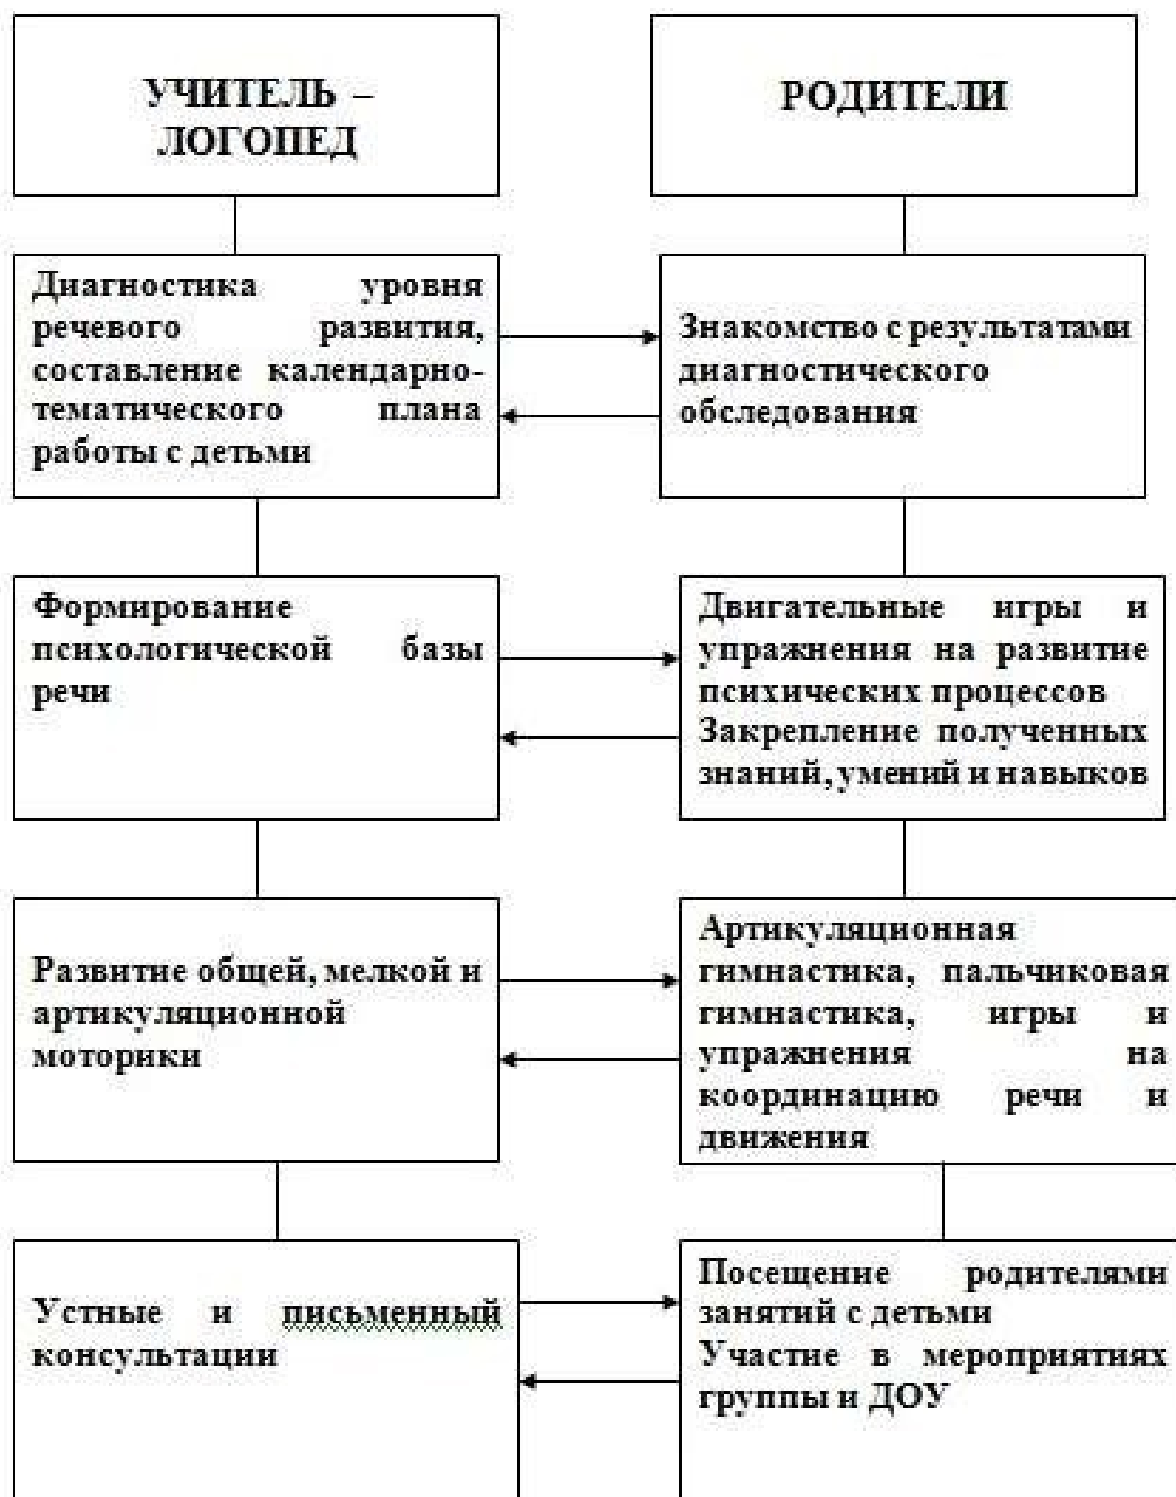 УЧИТЕЛЬ –
ЛОГОПЕД
РОДИТЕЛИ
Диагностика уровня
речевого развития,
составление календарно-
тематического плана
работы с детьми
Знакомство с результатами
диагностического
обследования
Формирование
психологической базы
речи
Двигательные игры и
упражнения на развитие
психических процессов
Закрепление полученных
знаний, умений и навыков
Развитие общей, мелкой и
артикуляционной
моторики
Артикуляционная
гимнастика, пальчиковая
гимнастика, игры и
упражнения на
координацию речи и
движения
Устные и письменный
консультации
Посещение родителями
занятий с детьми
Участие в мероприятиях
группы и ДОУ